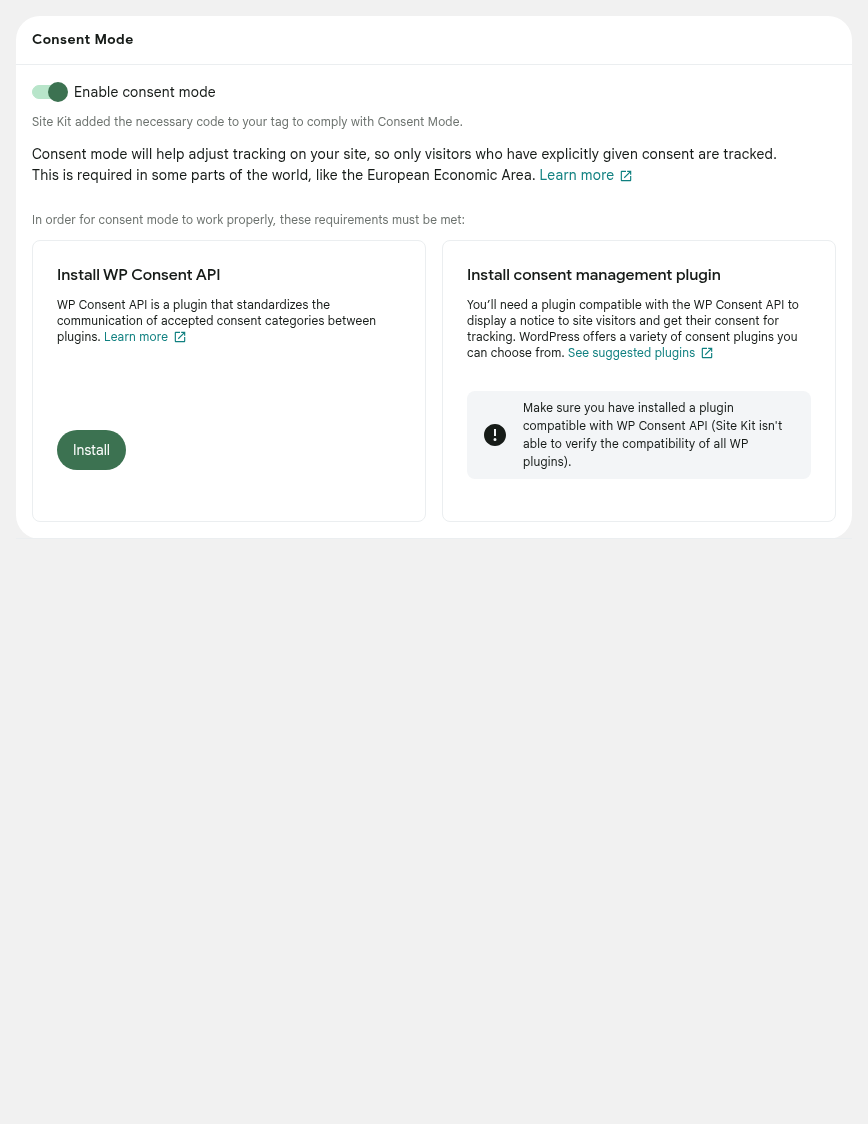 Consent Mode
Enable consent mode
Site Kit added the necessary code to your tag to comply with Consent Mode.
Consent mode will help adjust tracking on your site, so only visitors who have explicitly given consent are tracked.
This is required in some parts of the world, like the European Economic Area. Learn more
In order for consent mode to work properly, these requirements must be met:
Install WP Consent API
WP Consent API is a plugin that standardizes the
communication of accepted consent categories between
plugins. Learn more
Install
Install consent management plugin
You’ll need a plugin compatible with the WP Consent API to
display a notice to site visitors and get their consent for
tracking. WordPress offers a variety of consent plugins you
can choose from. See suggested plugins
Make sure you have installed a plugin
compatible with WP Consent API (Site Kit isn't
able to verify the compatibility of all WP
plugins).